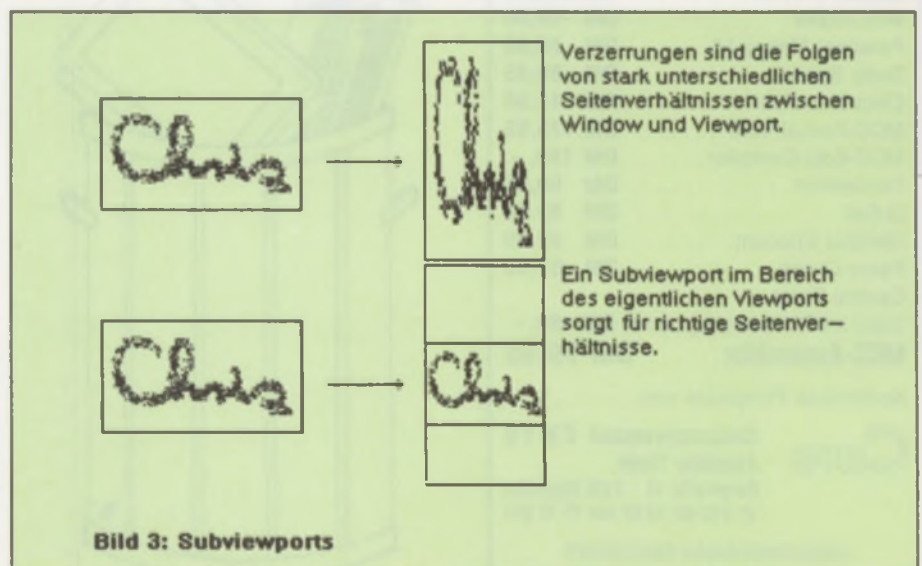 Verzerrungen sind die Folgen
von stark unterschiedlichen
Seitenverhältnissen zwischen
Window und Viewport.
Chris
Chris
Chris
Ein Subviewport im Bereich
des eigentlichen Viewports
sorgt für richtige Seitenver–
hältnisse.
Chris
Bild 3: Subviewports